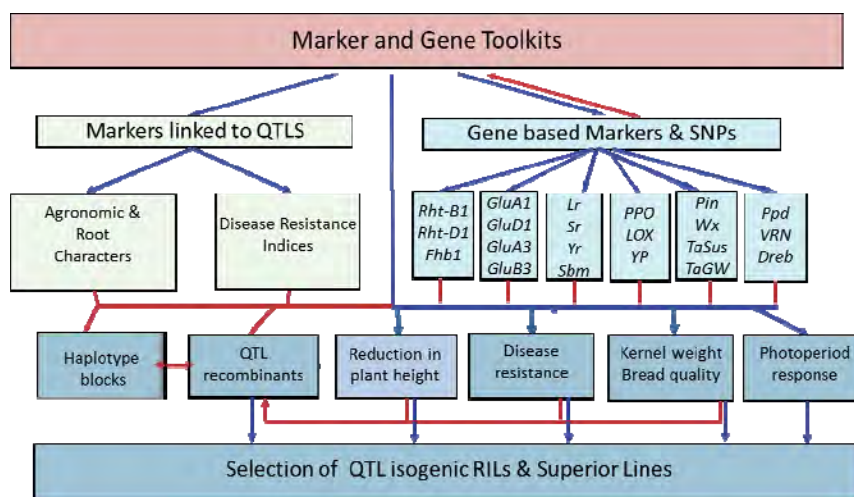 Marker and Gene Toolkits
Markers linked to QTLS
Gene based Markers & SNPs
Agronomic &
Root
Characters
Disease Resistance
Indices
Rht-B1
Rht-D1
Fhb1
GluA1
GluD1
GluA3
GluB3
Lr
Sr
Yr
Sbm
PPO
LOX
YP
Pin
Wx
TaSus
TaGW
Ppd
VRN
Dreb
Haplotype
blocks
QTL
recombinants
Reduction in
plant height
Disease
resistance
Kernel weight
Bread quality
Photoperiod
response
Selection of QTL isogenic RILs & Superior Lines